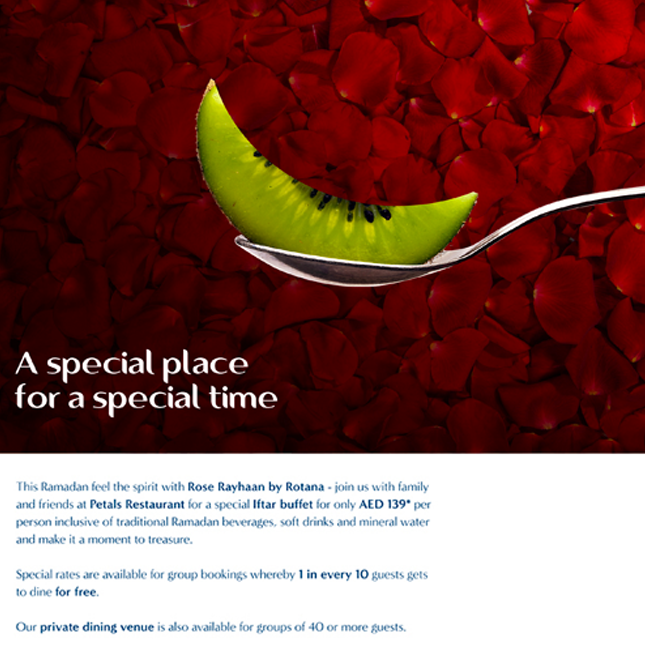 A special place
for a special time
This Ramadan feel the spirit with Rose Rayhaan by Rotana - join us with family
and friends at Petals Restaurant for a special Iftar buffet for only AED 139* per
person inclusive of traditional Ramadan beverages, soft drinks and mineral water
and make it a moment to treasure.
Special rates are available for group bookings whereby 1 in every 10 guests gets
to dine for free.
Our private dining venue is also available for groups of 40 or more guests.